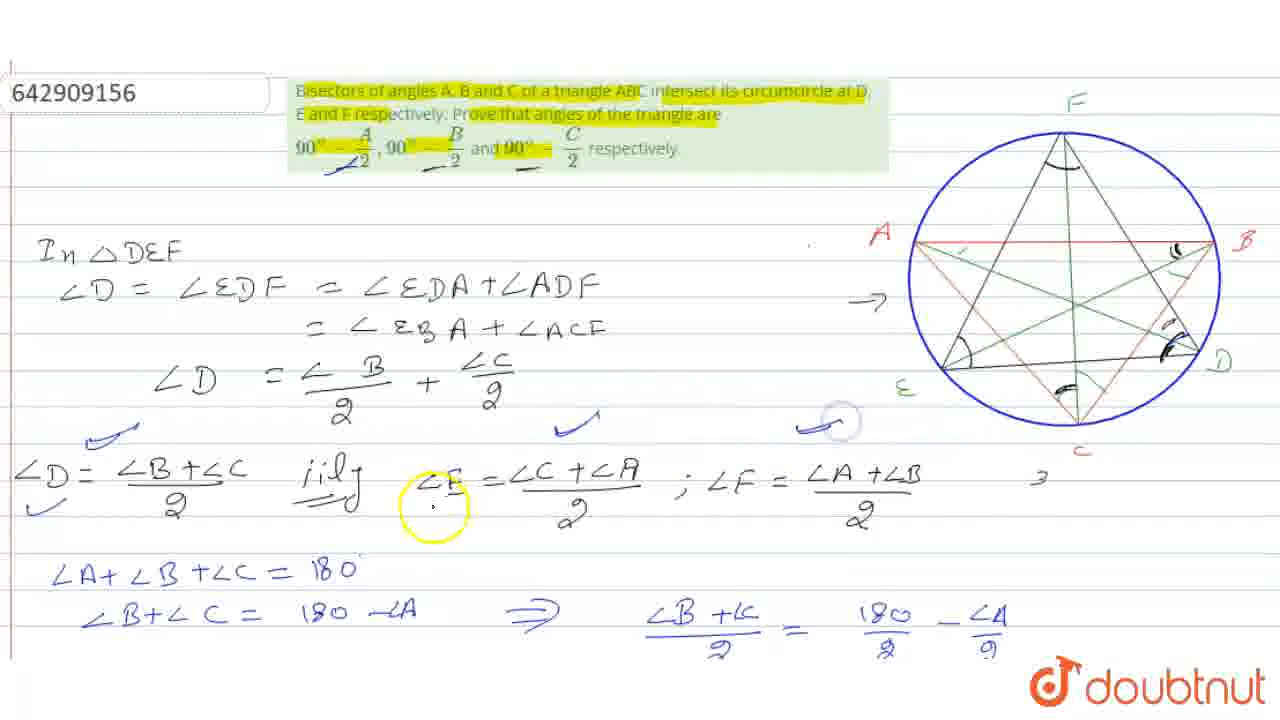 642909156
Bisectors of angles A, B and C of a triangle ABC intersect its circumcircle at D,
E and F respectively. Prove that angles of the triangle are
90° - A/2, 90° - B/2 and 90° - C/2 respectively.
F
A
B
E
D
C
In △DEF
∠D = ∠EDF = ∠EDA + ∠ADF
= ∠EBA + ∠ACF
∠D = ∠B/2 + ∠C/2
∠D = ∠B + ∠C / 2 ∠E = ∠C + ∠A / 2 ; ∠F = ∠A + ∠B / 2
∠A + ∠B + ∠C = 180°
∠B + ∠C = 180 - ∠A ⇒ ∠B + ∠C / 2 = 180/2 - ∠A/2
doubtnut